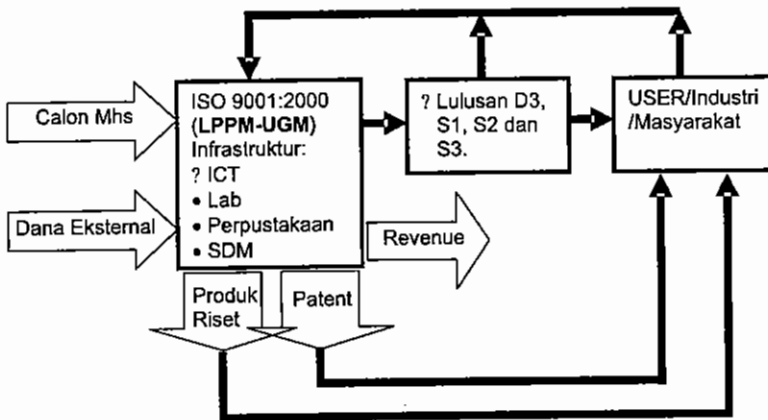 Calon Mhs
Dana Eksternal
ISO 9001:2000
(LPPM-UGM)
Infrastruktur:
? ICT
• Lab
• Perpustakaan
• SDM
? Lulusan D3,
S1, S2 dan
S3.
USER/Industri
/Masyarakat
Revenue
Produk
Riset
Patent